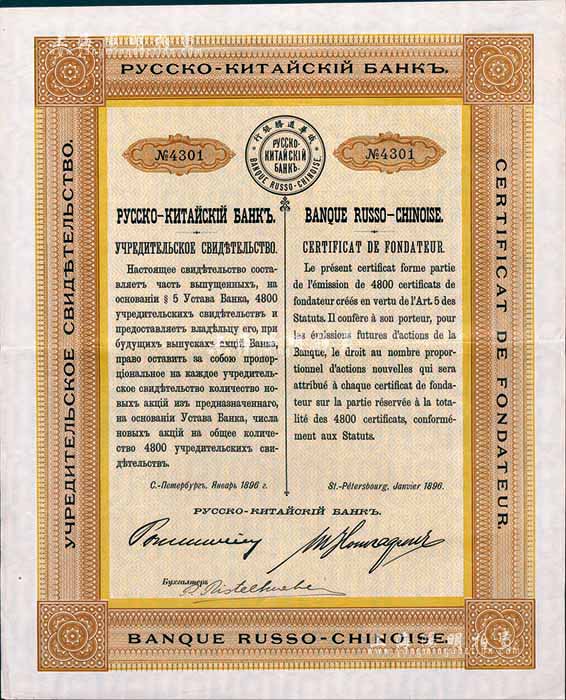 РУССКО-КИТАЙСКІЙ БАНКЪ.
УЧРЕДИТЕЛЬСКОЕ СВИДѢТЕЛЬСТВО.
CERTIFICAT DE FONDATEUR.
№4301
行銀勝道華俄
РУССКО-
КИТАЙСКІЙ
БАНКЪ.
BANQUE RUSSO-CHINOISE.
№4301
РУССКО-КИТАЙСКІЙ БАНКЪ.
УЧРЕДИТЕЛЬСКОЕ СВИДѢТЕЛЬСТВО.
Настоящее свидѣтельство соста-
вляетъ часть выпущенныхъ, на
основаніи § 5 Устава Банка, 4800
учредительскихъ свидѣтельствъ и
предоставляетъ владѣльцу его, при
будущихъ выпускахъ акцій Банка,
право оставить за собою пропор-
ціональное на каждое учредитель-
ское свидѣтельство количество но-
выхъ акцій изъ предназначеннаго,
на основаніи Устава Банка, числа
новыхъ акцій на общее количе-
ство 4800 учредительскихъ сви-
дѣтельствъ.
С.-Петербургъ. Январь 1896 г.
BANQUE RUSSO-CHINOISE.
CERTIFICAT DE FONDATEUR.
Le présent certificat forme partie
de l'émission de 4800 certificats de
fondateur créés en vertu de l'Art. 5 des
Statuts. Il confère à son porteur, pour
les émissions futures d'actions de la
Banque, le droit au nombre propor-
tionnel d'actions nouvelles qui sera
attribué à chaque certificat de fonda-
teur sur la partie réservée à la tota-
lité des 4800 certificats, conformé-
ment aux Statuts.
St.-Pétersbourg, Janvier 1896.
РУССКО-КИТАЙСКІЙ БАНКЪ.
Бухгалтеръ
BANQUE RUSSO-CHINOISE.